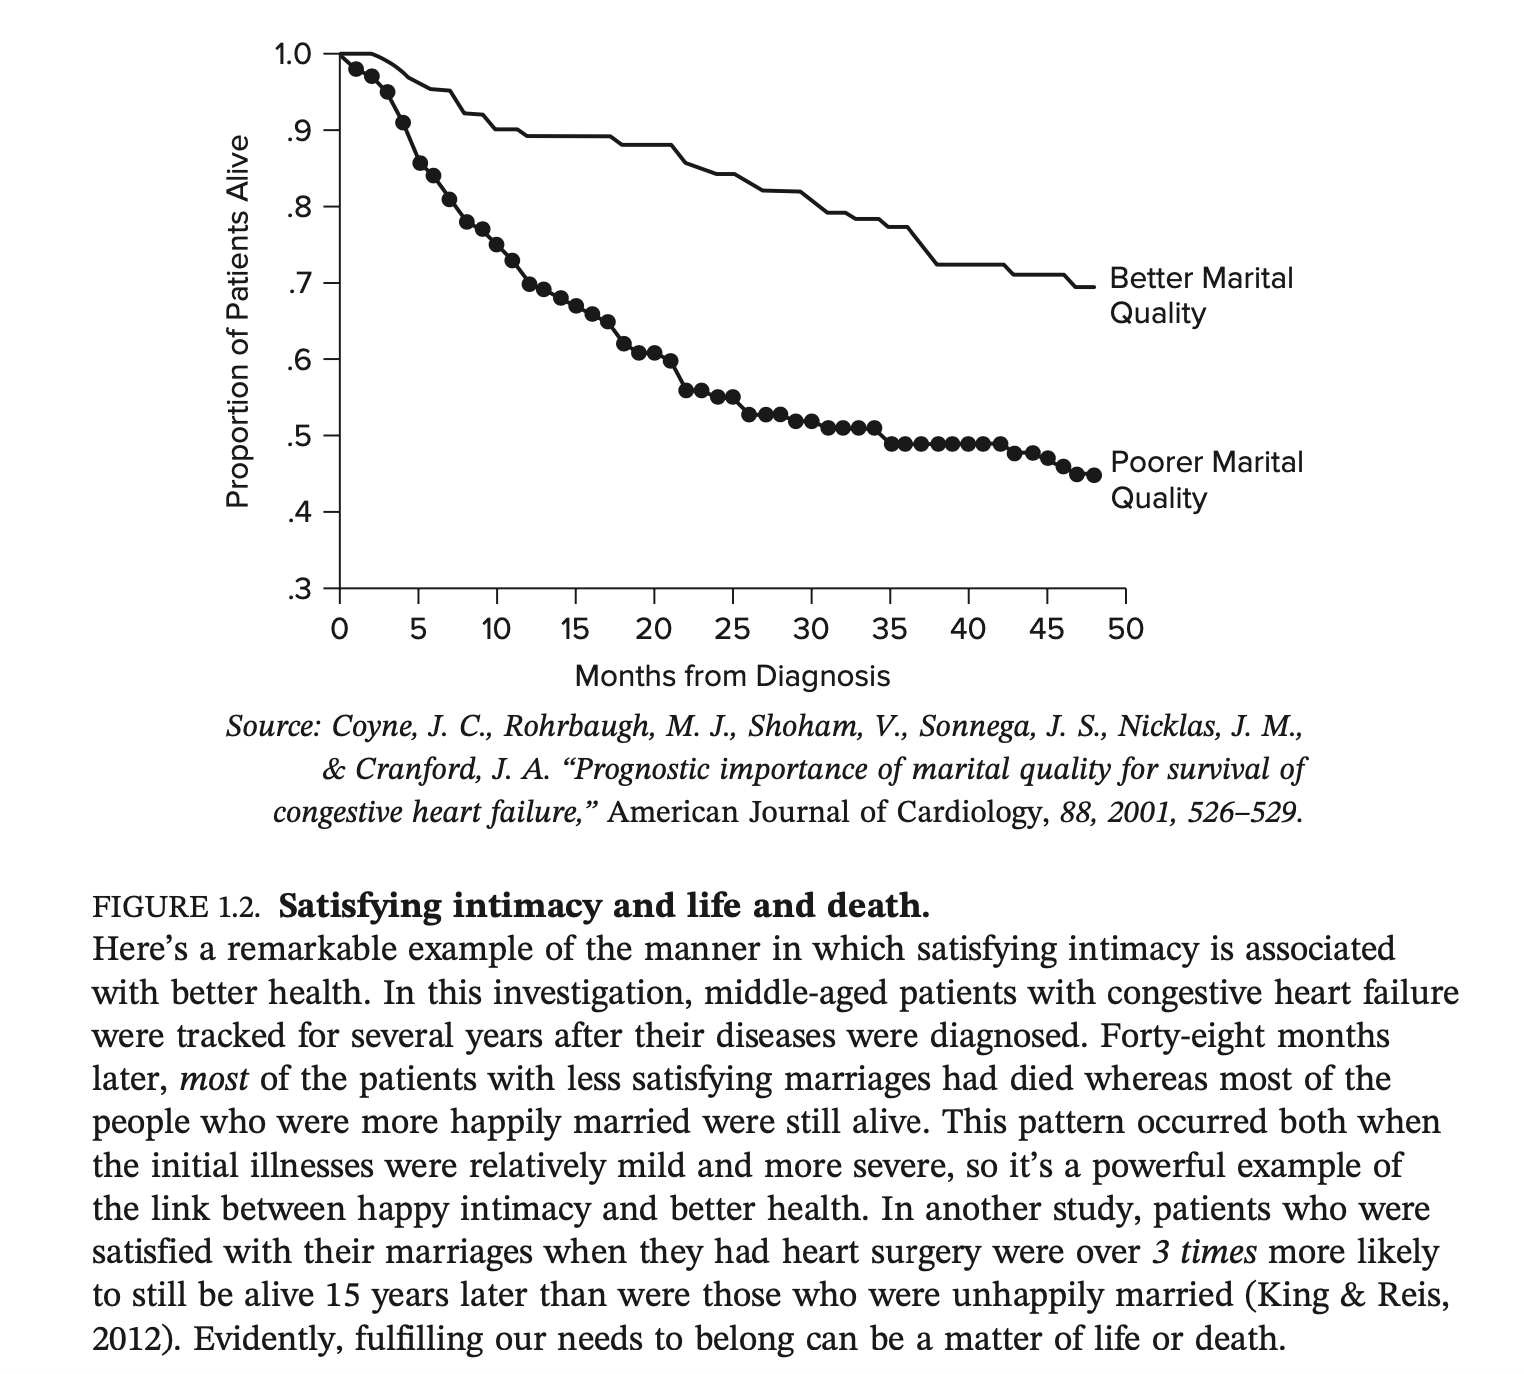 1.0
.9
.8
.7
.6
.5
.4
.3
Proportion of Patients Alive
Better Marital
Quality
Poorer Marital
Quality
0 5 10 15 20 25 30 35 40 45 50
Months from Diagnosis
Source: Coyne, J. C., Rohrbaugh, M. J., Shoham, V., Sonnega, J. S., Nicklas, J. M.,
& Cranford, J. A. “Prognostic importance of marital quality for survival of
congestive heart failure,” American Journal of Cardiology, 88, 2001, 526–529.
FIGURE 1.2. Satisfying intimacy and life and death.
Here’s a remarkable example of the manner in which satisfying intimacy is associated
with better health. In this investigation, middle-aged patients with congestive heart failure
were tracked for several years after their diseases were diagnosed. Forty-eight months
later, most of the patients with less satisfying marriages had died whereas most of the
people who were more happily married were still alive. This pattern occurred both when
the initial illnesses were relatively mild and more severe, so it’s a powerful example of
the link between happy intimacy and better health. In another study, patients who were
satisfied with their marriages when they had heart surgery were over 3 times more likely
to still be alive 15 years later than were those who were unhappily married (King & Reis,
2012). Evidently, fulfilling our needs to belong can be a matter of life or death.